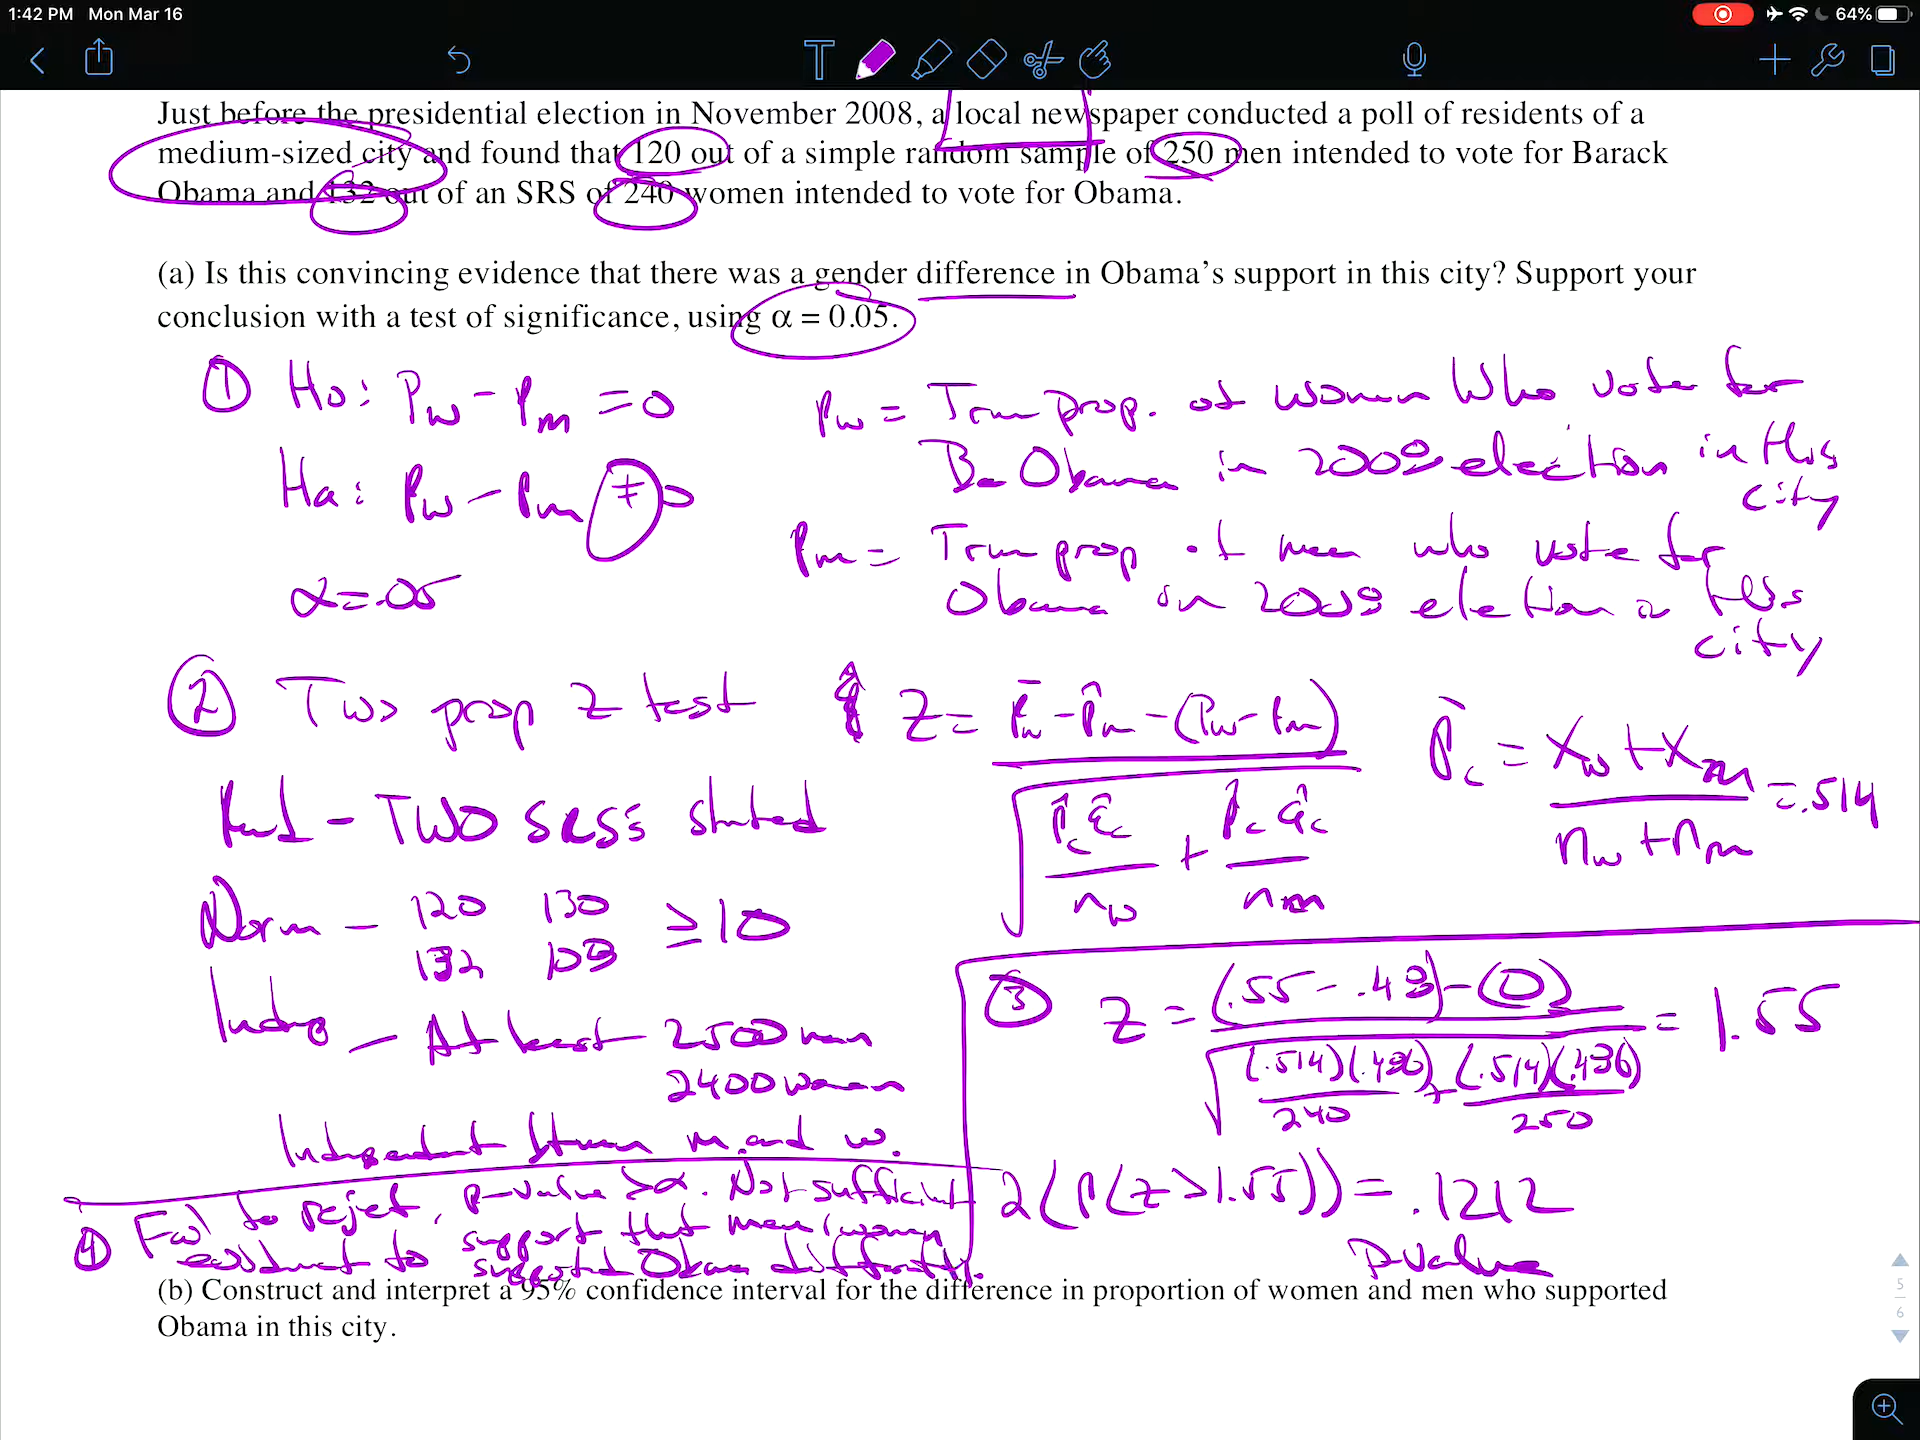 1:42 PM Mon Mar 16
64%
Just before the presidential election in November 2008, a local newspaper conducted a poll of residents of a
medium-sized city and found that 120 out of a simple random sample of 250 men intended to vote for Barack
Obama and 132 out of an SRS of 240 women intended to vote for Obama.
(a) Is this convincing evidence that there was a gender difference in Obama's support in this city? Support your
conclusion with a test of significance, using α = 0.05.
① Ho: Pw - Pm = 0
Ha: Pw - Pm ≠ 0
α = .05
Pw = True prop. of women who vote for
Obama in 2008 election in this
city
Pm = True prop of men who vote for
Obama in 2008 election in this
city
② Two prop Z test
Z = p̂w - p̂m - (Pw - Pm)
√ p̂c q̂c / nw + p̂c q̂c / nm
p̂c = Xw + Xm / nw + nm = .514
Rand - Two SRSs stated
Norm - 120 130 ≥ 10
132 108
Indep - At least 2500 men
2400 women
Independent between m. and w.
③ Z = (.55 - .48) - (0) / √ (.514)(.486) / 240 + (.514)(.436) / 250 = 1.55
2(P(Z > 1.55)) = .1212
P-value
④ Fail to reject, p-value > α. Not sufficient
evidence to support that men/women
supported Obama differently.
(b) Construct and interpret a 95% confidence interval for the difference in proportion of women and men who supported
Obama in this city.
5
6